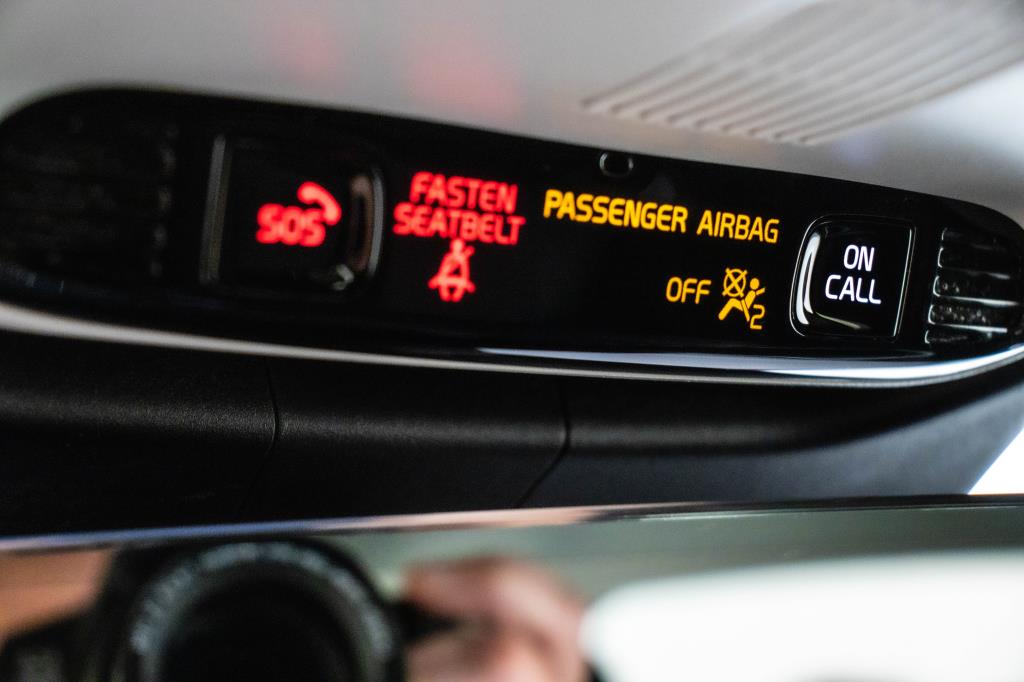 SOS
FASTEN
SEATBELT
PASSENGER AIRBAG
OFF 2
ON
CALL